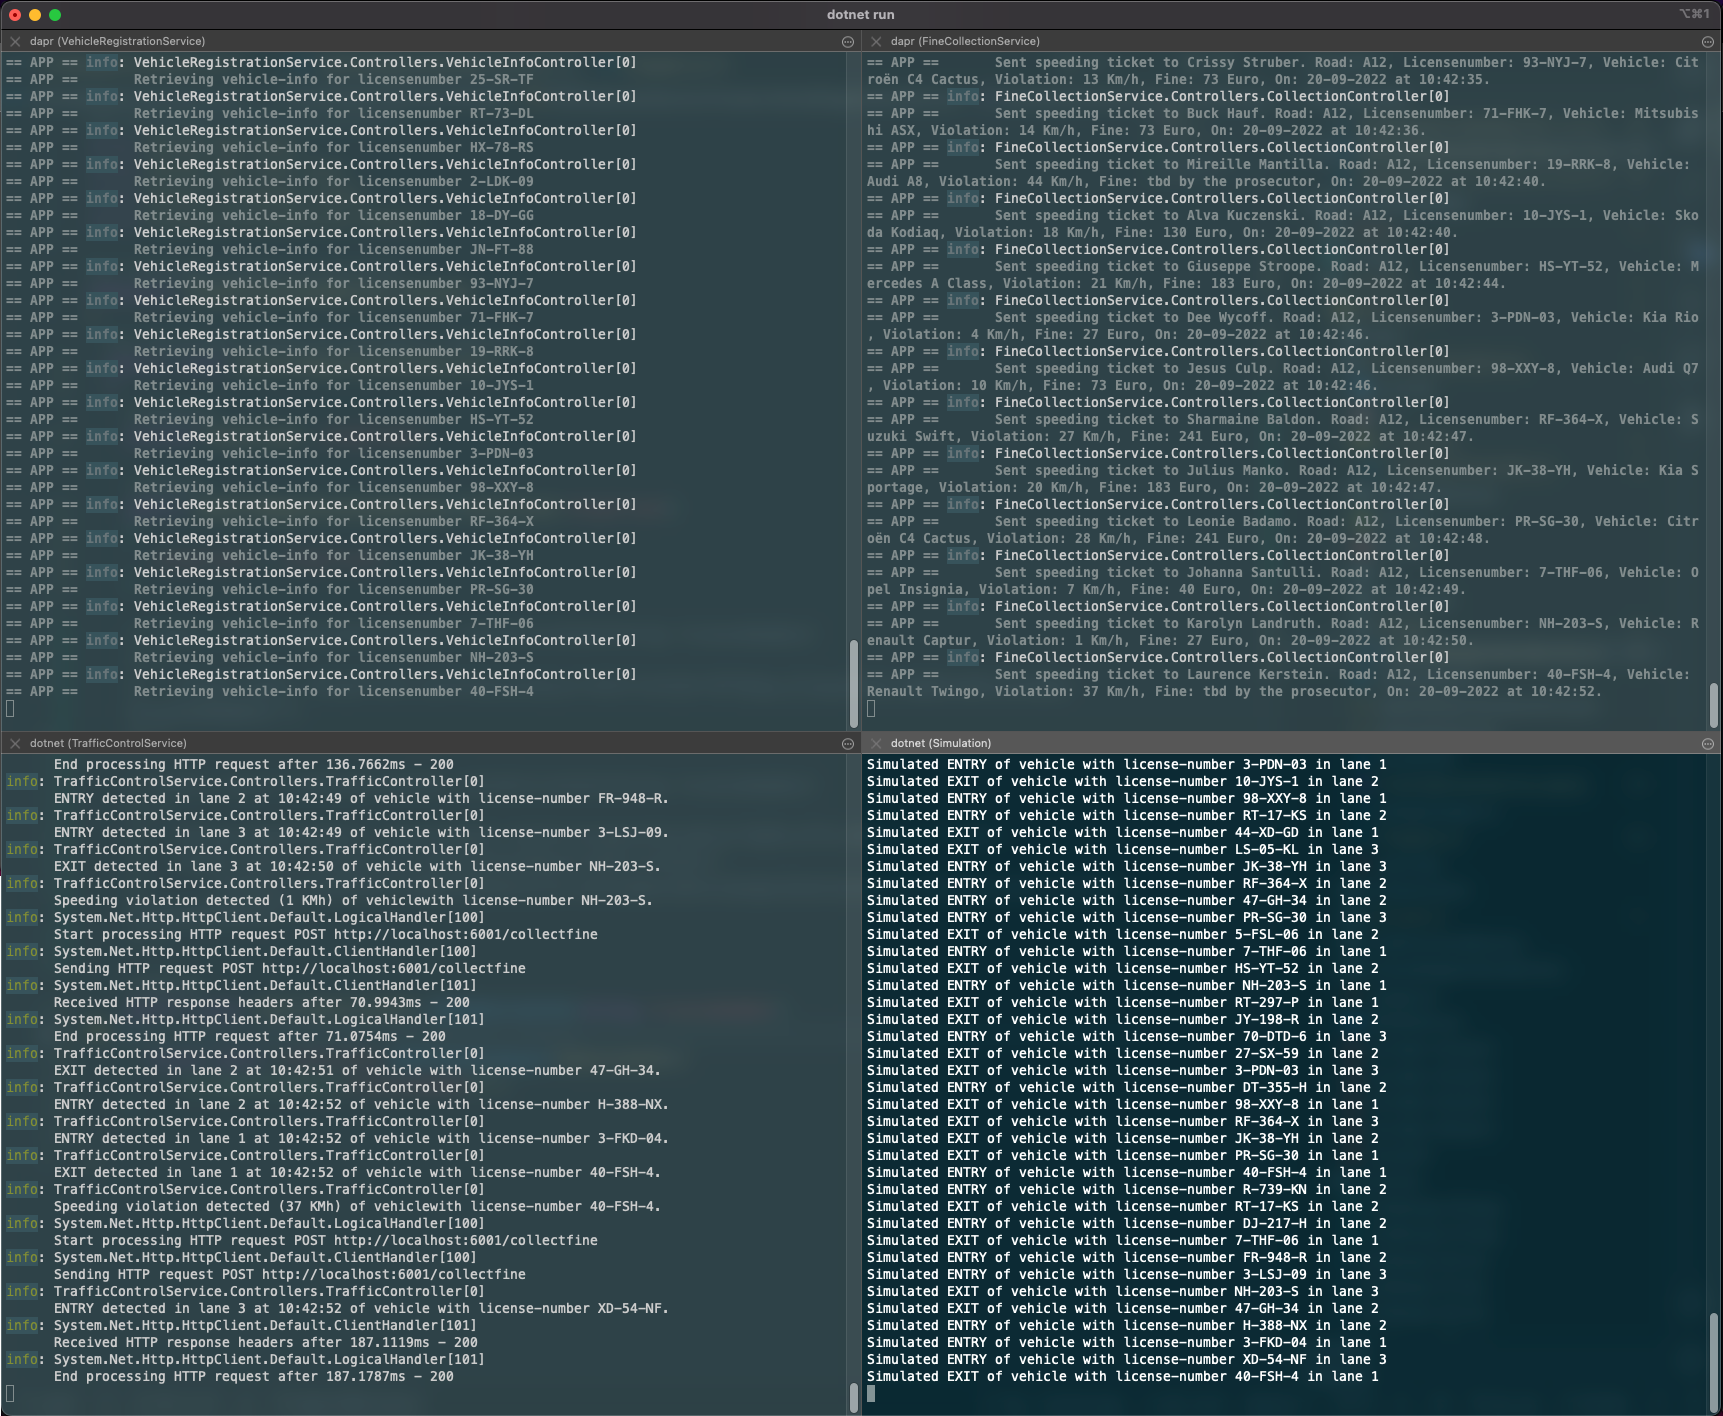 dotnet run
⌥⌘1
dapr (VehicleRegistrationService)
== APP == info: VehicleRegistrationService.Controllers.VehicleInfoController[0]
== APP ==       Retrieving vehicle-info for licensenumber 25-SR-TF
== APP == info: VehicleRegistrationService.Controllers.VehicleInfoController[0]
== APP ==       Retrieving vehicle-info for licensenumber RT-73-DL
== APP == info: VehicleRegistrationService.Controllers.VehicleInfoController[0]
== APP ==       Retrieving vehicle-info for licensenumber HX-78-RS
== APP == info: VehicleRegistrationService.Controllers.VehicleInfoController[0]
== APP ==       Retrieving vehicle-info for licensenumber 2-LDK-09
== APP == info: VehicleRegistrationService.Controllers.VehicleInfoController[0]
== APP ==       Retrieving vehicle-info for licensenumber 18-DY-GG
== APP == info: VehicleRegistrationService.Controllers.VehicleInfoController[0]
== APP ==       Retrieving vehicle-info for licensenumber JN-FT-88
== APP == info: VehicleRegistrationService.Controllers.VehicleInfoController[0]
== APP ==       Retrieving vehicle-info for licensenumber 93-NYJ-7
== APP == info: VehicleRegistrationService.Controllers.VehicleInfoController[0]
== APP ==       Retrieving vehicle-info for licensenumber 71-FHK-7
== APP == info: VehicleRegistrationService.Controllers.VehicleInfoController[0]
== APP ==       Retrieving vehicle-info for licensenumber 19-RRK-8
== APP == info: VehicleRegistrationService.Controllers.VehicleInfoController[0]
== APP ==       Retrieving vehicle-info for licensenumber 10-JYS-1
== APP == info: VehicleRegistrationService.Controllers.VehicleInfoController[0]
== APP ==       Retrieving vehicle-info for licensenumber HS-YT-52
== APP == info: VehicleRegistrationService.Controllers.VehicleInfoController[0]
== APP ==       Retrieving vehicle-info for licensenumber 3-PDN-03
== APP == info: VehicleRegistrationService.Controllers.VehicleInfoController[0]
== APP ==       Retrieving vehicle-info for licensenumber 98-XXY-8
== APP == info: VehicleRegistrationService.Controllers.VehicleInfoController[0]
== APP ==       Retrieving vehicle-info for licensenumber RF-364-X
== APP == info: VehicleRegistrationService.Controllers.VehicleInfoController[0]
== APP ==       Retrieving vehicle-info for licensenumber JK-38-YH
== APP == info: VehicleRegistrationService.Controllers.VehicleInfoController[0]
== APP ==       Retrieving vehicle-info for licensenumber PR-SG-30
== APP == info: VehicleRegistrationService.Controllers.VehicleInfoController[0]
== APP ==       Retrieving vehicle-info for licensenumber 7-THF-06
== APP == info: VehicleRegistrationService.Controllers.VehicleInfoController[0]
== APP ==       Retrieving vehicle-info for licensenumber NH-203-S
== APP == info: VehicleRegistrationService.Controllers.VehicleInfoController[0]
== APP ==       Retrieving vehicle-info for licensenumber 40-FSH-4
dapr (FineCollectionService)
== APP ==       Sent speeding ticket to Crissy Struber. Road: A12, Licensenumber: 93-NYJ-7, Vehicle: Cit
roën C4 Cactus, Violation: 13 Km/h, Fine: 73 Euro, On: 20-09-2022 at 10:42:35.
== APP == info: FineCollectionService.Controllers.CollectionController[0]
== APP ==       Sent speeding ticket to Buck Hauf. Road: A12, Licensenumber: 71-FHK-7, Vehicle: Mitsubis
hi ASX, Violation: 14 Km/h, Fine: 73 Euro, On: 20-09-2022 at 10:42:36.
== APP == info: FineCollectionService.Controllers.CollectionController[0]
== APP ==       Sent speeding ticket to Mireille Mantilla. Road: A12, Licensenumber: 19-RRK-8, Vehicle:
Audi A8, Violation: 44 Km/h, Fine: tbd by the prosecutor, On: 20-09-2022 at 10:42:40.
== APP == info: FineCollectionService.Controllers.CollectionController[0]
== APP ==       Sent speeding ticket to Alva Kuczenski. Road: A12, Licensenumber: 10-JYS-1, Vehicle: Sko
da Kodiaq, Violation: 18 Km/h, Fine: 130 Euro, On: 20-09-2022 at 10:42:40.
== APP == info: FineCollectionService.Controllers.CollectionController[0]
== APP ==       Sent speeding ticket to Giuseppe Stroope. Road: A12, Licensenumber: HS-YT-52, Vehicle: M
ercedes A Class, Violation: 21 Km/h, Fine: 183 Euro, On: 20-09-2022 at 10:42:44.
== APP == info: FineCollectionService.Controllers.CollectionController[0]
== APP ==       Sent speeding ticket to Dee Wycoff. Road: A12, Licensenumber: 3-PDN-03, Vehicle: Kia Rio
, Violation: 4 Km/h, Fine: 27 Euro, On: 20-09-2022 at 10:42:46.
== APP == info: FineCollectionService.Controllers.CollectionController[0]
== APP ==       Sent speeding ticket to Jesus Culp. Road: A12, Licensenumber: 98-XXY-8, Vehicle: Audi Q7
, Violation: 10 Km/h, Fine: 73 Euro, On: 20-09-2022 at 10:42:46.
== APP == info: FineCollectionService.Controllers.CollectionController[0]
== APP ==       Sent speeding ticket to Sharmaine Baldon. Road: A12, Licensenumber: RF-364-X, Vehicle: S
uzuki Swift, Violation: 27 Km/h, Fine: 241 Euro, On: 20-09-2022 at 10:42:47.
== APP == info: FineCollectionService.Controllers.CollectionController[0]
== APP ==       Sent speeding ticket to Julius Manko. Road: A12, Licensenumber: JK-38-YH, Vehicle: Kia S
portage, Violation: 20 Km/h, Fine: 183 Euro, On: 20-09-2022 at 10:42:47.
== APP == info: FineCollectionService.Controllers.CollectionController[0]
== APP ==       Sent speeding ticket to Leonie Badamo. Road: A12, Licensenumber: PR-SG-30, Vehicle: Citr
oën C4 Cactus, Violation: 28 Km/h, Fine: 241 Euro, On: 20-09-2022 at 10:42:48.
== APP == info: FineCollectionService.Controllers.CollectionController[0]
== APP ==       Sent speeding ticket to Johanna Santulli. Road: A12, Licensenumber: 7-THF-06, Vehicle: O
pel Insignia, Violation: 7 Km/h, Fine: 40 Euro, On: 20-09-2022 at 10:42:49.
== APP == info: FineCollectionService.Controllers.CollectionController[0]
== APP ==       Sent speeding ticket to Karolyn Landruth. Road: A12, Licensenumber: NH-203-S, Vehicle: R
enault Captur, Violation: 1 Km/h, Fine: 27 Euro, On: 20-09-2022 at 10:42:50.
== APP == info: FineCollectionService.Controllers.CollectionController[0]
== APP ==       Sent speeding ticket to Laurence Kerstein. Road: A12, Licensenumber: 40-FSH-4, Vehicle:
Renault Twingo, Violation: 37 Km/h, Fine: tbd by the prosecutor, On: 20-09-2022 at 10:42:52.
dotnet (TrafficControlService)
End processing HTTP request after 136.7662ms - 200
info: TrafficControlService.Controllers.TrafficController[0]
ENTRY detected in lane 2 at 10:42:49 of vehicle with license-number FR-948-R.
info: TrafficControlService.Controllers.TrafficController[0]
ENTRY detected in lane 3 at 10:42:49 of vehicle with license-number 3-LSJ-09.
info: TrafficControlService.Controllers.TrafficController[0]
EXIT detected in lane 3 at 10:42:50 of vehicle with license-number NH-203-S.
info: TrafficControlService.Controllers.TrafficController[0]
Speeding violation detected (1 KMh) of vehiclewith license-number NH-203-S.
info: System.Net.Http.HttpClient.Default.LogicalHandler[100]
Start processing HTTP request POST http://localhost:6001/collectfine
info: System.Net.Http.HttpClient.Default.ClientHandler[100]
Sending HTTP request POST http://localhost:6001/collectfine
info: System.Net.Http.HttpClient.Default.ClientHandler[101]
Received HTTP response headers after 70.9943ms - 200
info: System.Net.Http.HttpClient.Default.LogicalHandler[101]
End processing HTTP request after 71.0754ms - 200
info: TrafficControlService.Controllers.TrafficController[0]
EXIT detected in lane 2 at 10:42:51 of vehicle with license-number 47-GH-34.
info: TrafficControlService.Controllers.TrafficController[0]
ENTRY detected in lane 2 at 10:42:52 of vehicle with license-number H-388-NX.
info: TrafficControlService.Controllers.TrafficController[0]
ENTRY detected in lane 1 at 10:42:52 of vehicle with license-number 3-FKD-04.
info: TrafficControlService.Controllers.TrafficController[0]
EXIT detected in lane 1 at 10:42:52 of vehicle with license-number 40-FSH-4.
info: TrafficControlService.Controllers.TrafficController[0]
Speeding violation detected (37 KMh) of vehiclewith license-number 40-FSH-4.
info: System.Net.Http.HttpClient.Default.LogicalHandler[100]
Start processing HTTP request POST http://localhost:6001/collectfine
info: System.Net.Http.HttpClient.Default.ClientHandler[100]
Sending HTTP request POST http://localhost:6001/collectfine
info: TrafficControlService.Controllers.TrafficController[0]
ENTRY detected in lane 3 at 10:42:52 of vehicle with license-number XD-54-NF.
info: System.Net.Http.HttpClient.Default.ClientHandler[101]
Received HTTP response headers after 187.1119ms - 200
info: System.Net.Http.HttpClient.Default.LogicalHandler[101]
End processing HTTP request after 187.1787ms - 200
dotnet (Simulation)
Simulated ENTRY of vehicle with license-number 3-PDN-03 in lane 1
Simulated EXIT of vehicle with license-number 10-JYS-1 in lane 2
Simulated ENTRY of vehicle with license-number 98-XXY-8 in lane 1
Simulated ENTRY of vehicle with license-number RT-17-KS in lane 2
Simulated EXIT of vehicle with license-number 44-XD-GD in lane 1
Simulated EXIT of vehicle with license-number LS-05-KL in lane 3
Simulated ENTRY of vehicle with license-number JK-38-YH in lane 3
Simulated ENTRY of vehicle with license-number RF-364-X in lane 2
Simulated ENTRY of vehicle with license-number 47-GH-34 in lane 2
Simulated ENTRY of vehicle with license-number PR-SG-30 in lane 3
Simulated EXIT of vehicle with license-number 5-FSL-06 in lane 2
Simulated ENTRY of vehicle with license-number 7-THF-06 in lane 1
Simulated EXIT of vehicle with license-number HS-YT-52 in lane 2
Simulated ENTRY of vehicle with license-number NH-203-S in lane 1
Simulated EXIT of vehicle with license-number RT-297-P in lane 1
Simulated EXIT of vehicle with license-number JY-198-R in lane 2
Simulated ENTRY of vehicle with license-number 70-DTD-6 in lane 3
Simulated EXIT of vehicle with license-number 27-SX-59 in lane 2
Simulated EXIT of vehicle with license-number 3-PDN-03 in lane 3
Simulated ENTRY of vehicle with license-number DT-355-H in lane 2
Simulated EXIT of vehicle with license-number 98-XXY-8 in lane 1
Simulated EXIT of vehicle with license-number RF-364-X in lane 3
Simulated EXIT of vehicle with license-number JK-38-YH in lane 2
Simulated EXIT of vehicle with license-number PR-SG-30 in lane 1
Simulated ENTRY of vehicle with license-number 40-FSH-4 in lane 1
Simulated ENTRY of vehicle with license-number R-739-KN in lane 2
Simulated EXIT of vehicle with license-number RT-17-KS in lane 2
Simulated ENTRY of vehicle with license-number DJ-217-H in lane 2
Simulated EXIT of vehicle with license-number 7-THF-06 in lane 1
Simulated ENTRY of vehicle with license-number FR-948-R in lane 2
Simulated ENTRY of vehicle with license-number 3-LSJ-09 in lane 3
Simulated EXIT of vehicle with license-number NH-203-S in lane 3
Simulated EXIT of vehicle with license-number 47-GH-34 in lane 2
Simulated ENTRY of vehicle with license-number H-388-NX in lane 2
Simulated ENTRY of vehicle with license-number 3-FKD-04 in lane 1
Simulated ENTRY of vehicle with license-number XD-54-NF in lane 3
Simulated EXIT of vehicle with license-number 40-FSH-4 in lane 1